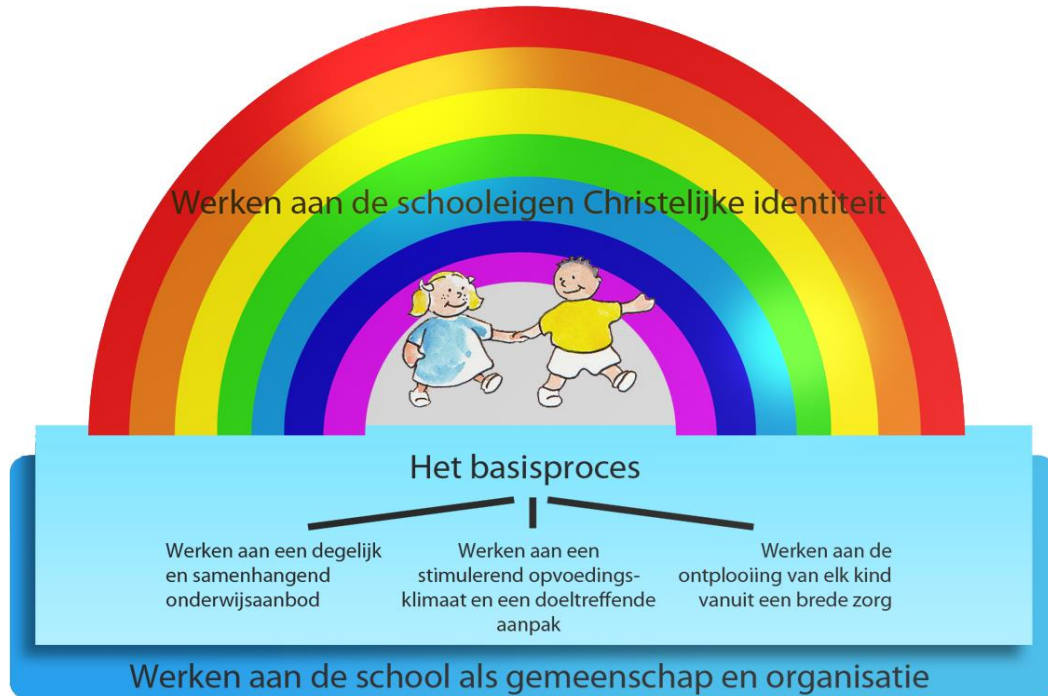 Werken aan de schooleigen Christelijke identiteit
Het basisproces
Werken aan een degelijk
en samenhangend
onderwijsaanbod
Werken aan een
stimulerend opvoedings-
klimaat en een doeltreffende
aanpak
Werken aan de
ontplooiing van elk kind
vanuit een brede zorg
Werken aan de school als gemeenschap en organisatie